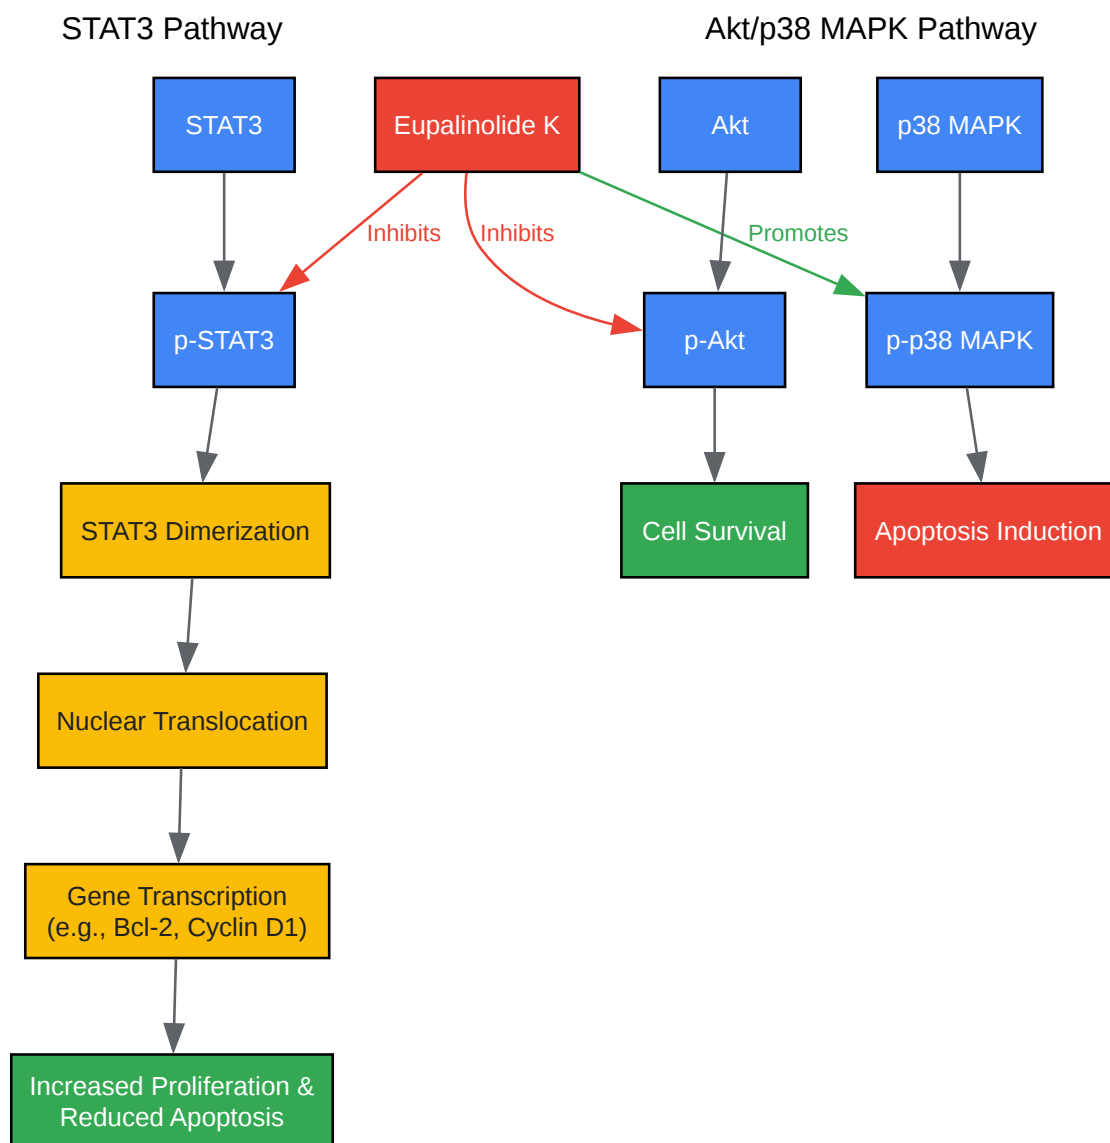 STAT3 Pathway
Akt/p38 MAPK Pathway
STAT3
Eupalinolide K
Akt
p38 MAPK
Inhibits
Inhibits
Promotes
p-STAT3
p-Akt
p-p38 MAPK
STAT3 Dimerization
Cell Survival
Apoptosis Induction
Nuclear Translocation
Gene Transcription
(e.g., Bcl-2, Cyclin D1)
Increased Proliferation &
Reduced Apoptosis